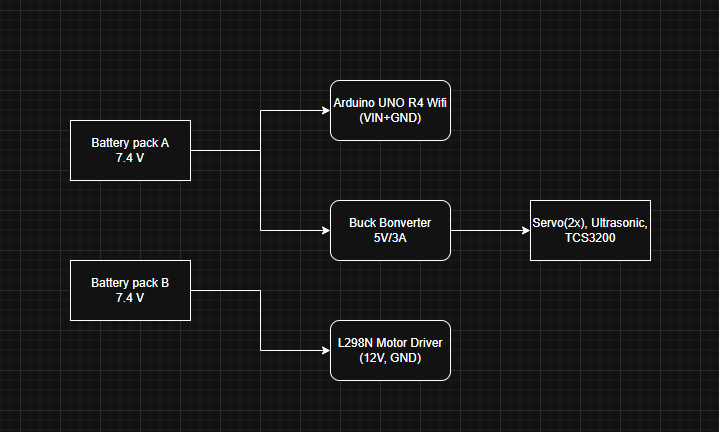 Arduino UNO R4 Wifi
(VIN+GND)
Battery pack A
7.4 V
Buck Bonverter
5V/3A
Servo(2x), Ultrasonic,
TCS3200
Battery pack B
7.4 V
L298N Motor Driver
(12V, GND)